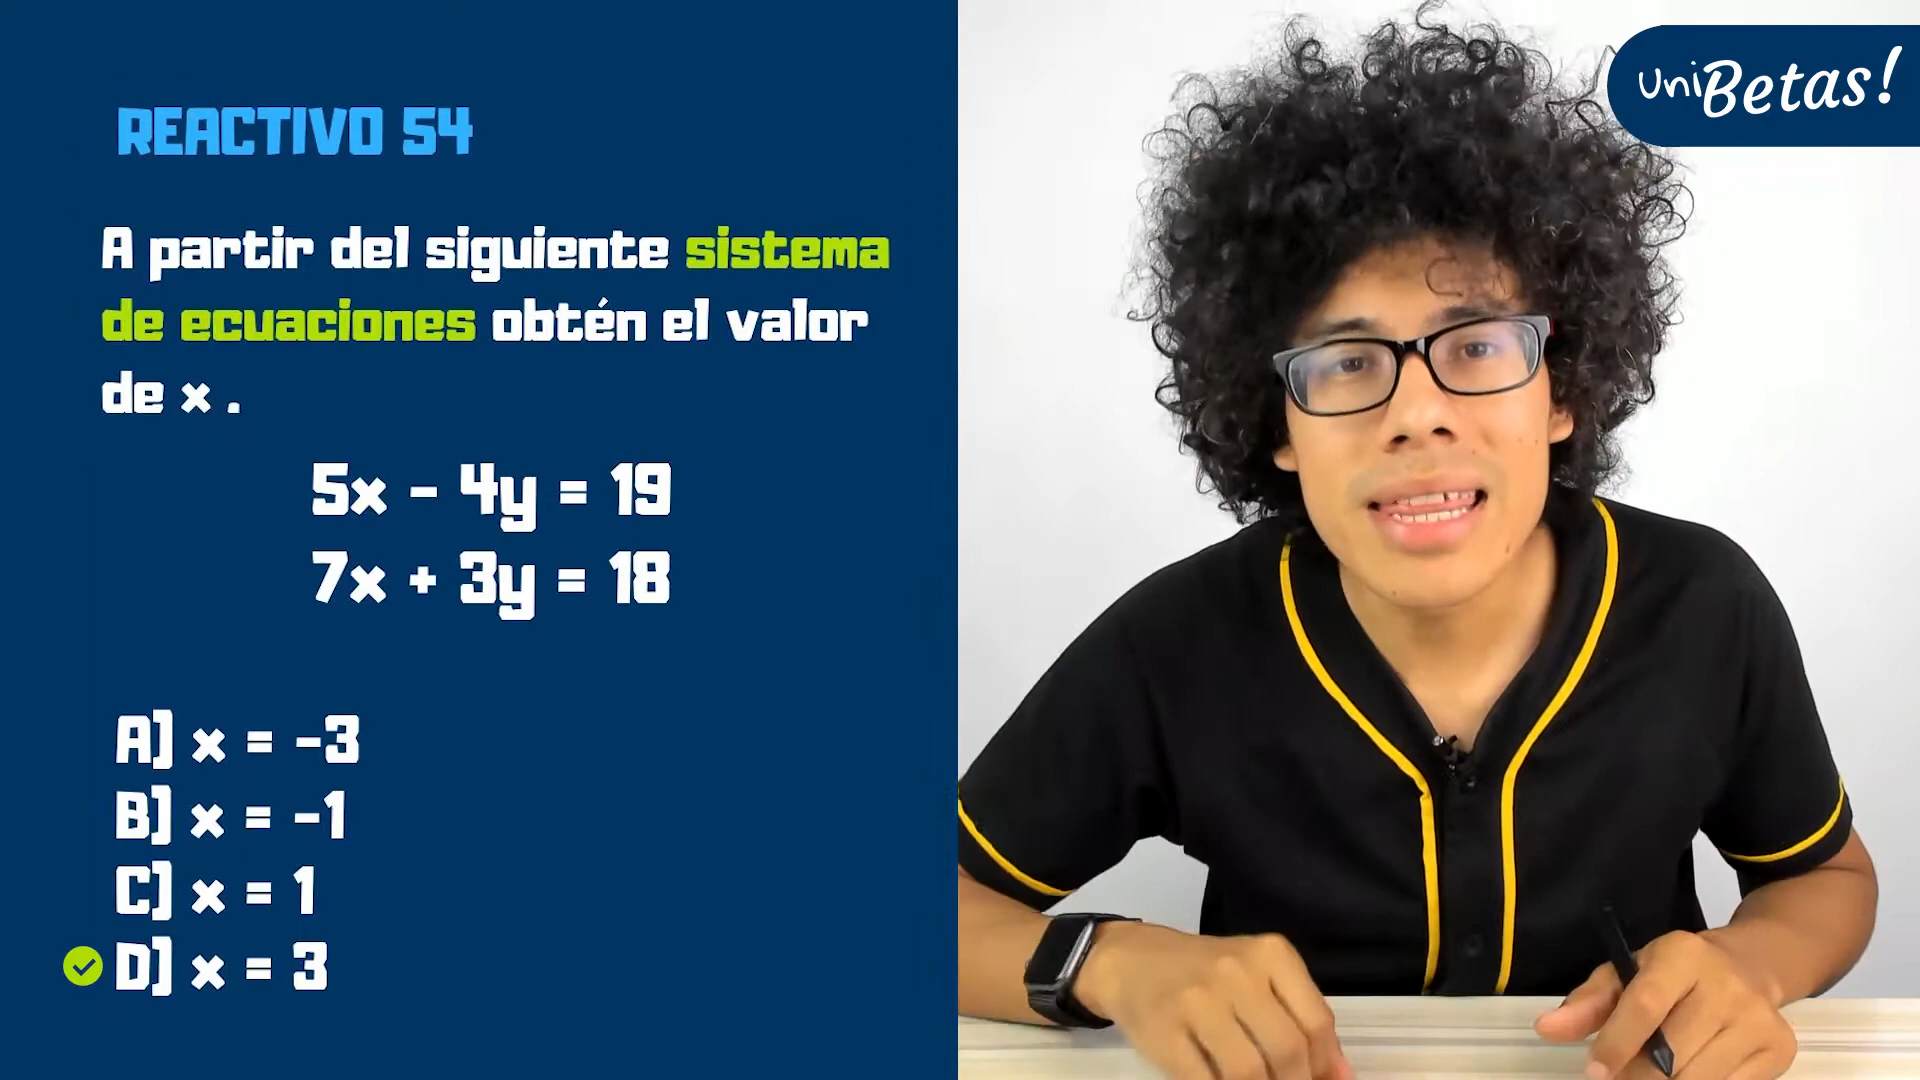 REACTIVO 54
A partir del siguiente sistema
de ecuaciones obtén el valor
de x .
5x - 4y = 19
7x + 3y = 18
A) x = -3
B) x = -1
C) x = 1
D) x = 3
uniBetas!